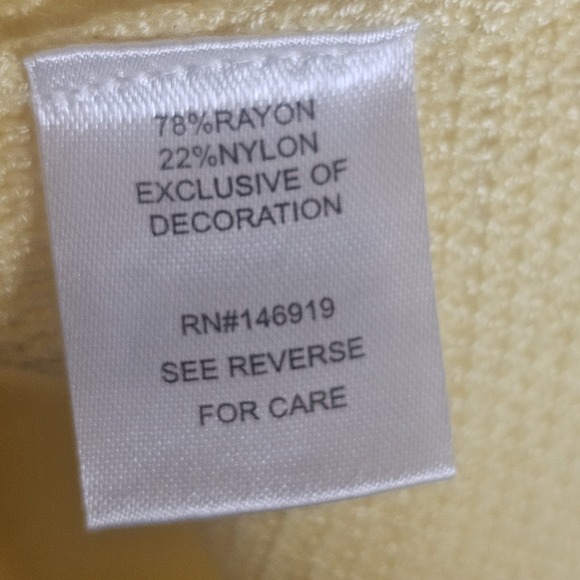 78%RAYON
22%NYLON
EXCLUSIVE OF
DECORATION
RN#146919
SEE REVERSE
FOR CARE